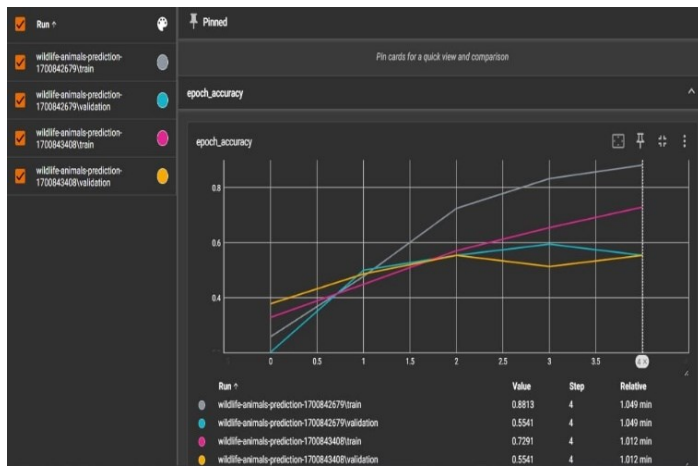 Run ↑
wildlife-animals-prediction-
1700842679\train
wildlife-animals-prediction-
1700842679\validation
wildlife-animals-prediction-
1700843408\train
wildlife-animals-prediction-
1700843408\validation
Pinned
Pin cards for a quick view and comparison
epoch_accuracy
epoch_accuracy
0.8
0.6
0.4
0 0.5 1 1.5 2 2.5 3 3.5
Run ↑ Value Step Relative
wildlife-animals-prediction-1700842679\train 0.8813 4 1.049 min
wildlife-animals-prediction-1700842679\validation 0.5541 4 1.049 min
wildlife-animals-prediction-1700843408\train 0.7291 4 1.012 min
wildlife-animals-prediction-1700843408\validation 0.5541 4 1.012 min